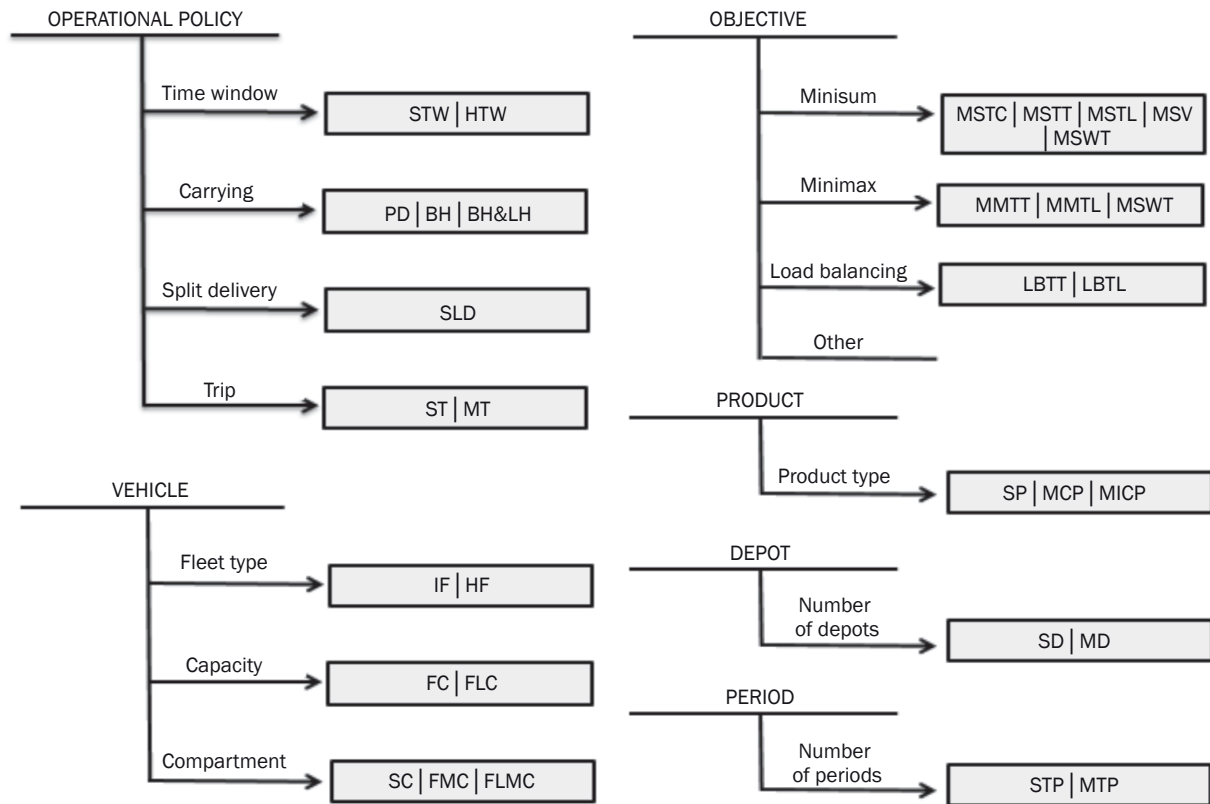 OPERATIONAL POLICY
Time window
STW | HTW
Carrying
PD | BH | BH&LH
Split delivery
SLD
Trip
ST | MT
VEHICLE
Fleet type
IF | HF
Capacity
FC | FLC
Compartment
SC | FMC | FLMC
OBJECTIVE
Minisum
MSTC | MSTT | MSTL | MSV
| MSWT
Minimax
MMTT | MMTL | MSWT
Load balancing
LBTT | LBTL
Other
PRODUCT
Product type
SP | MCP | MICP
DEPOT
Number
of depots
SD | MD
PERIOD
Number
of periods
STP | MTP